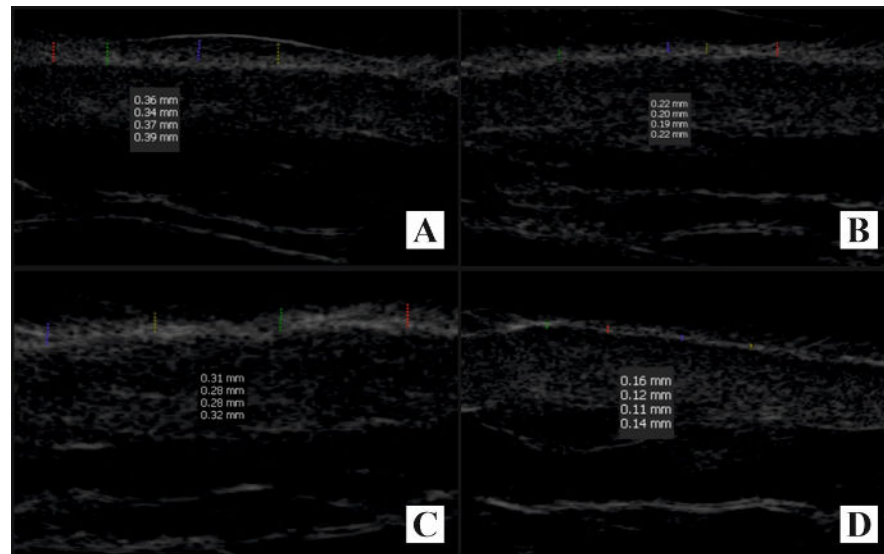 0.36 mm
0.34 mm
0.37 mm
0.39 mm
A
0.22 mm
0.20 mm
0.19 mm
0.22 mm
B
0.31 mm
0.28 mm
0.28 mm
0.32 mm
C
0.16 mm
0.12 mm
0.11 mm
0.14 mm
D